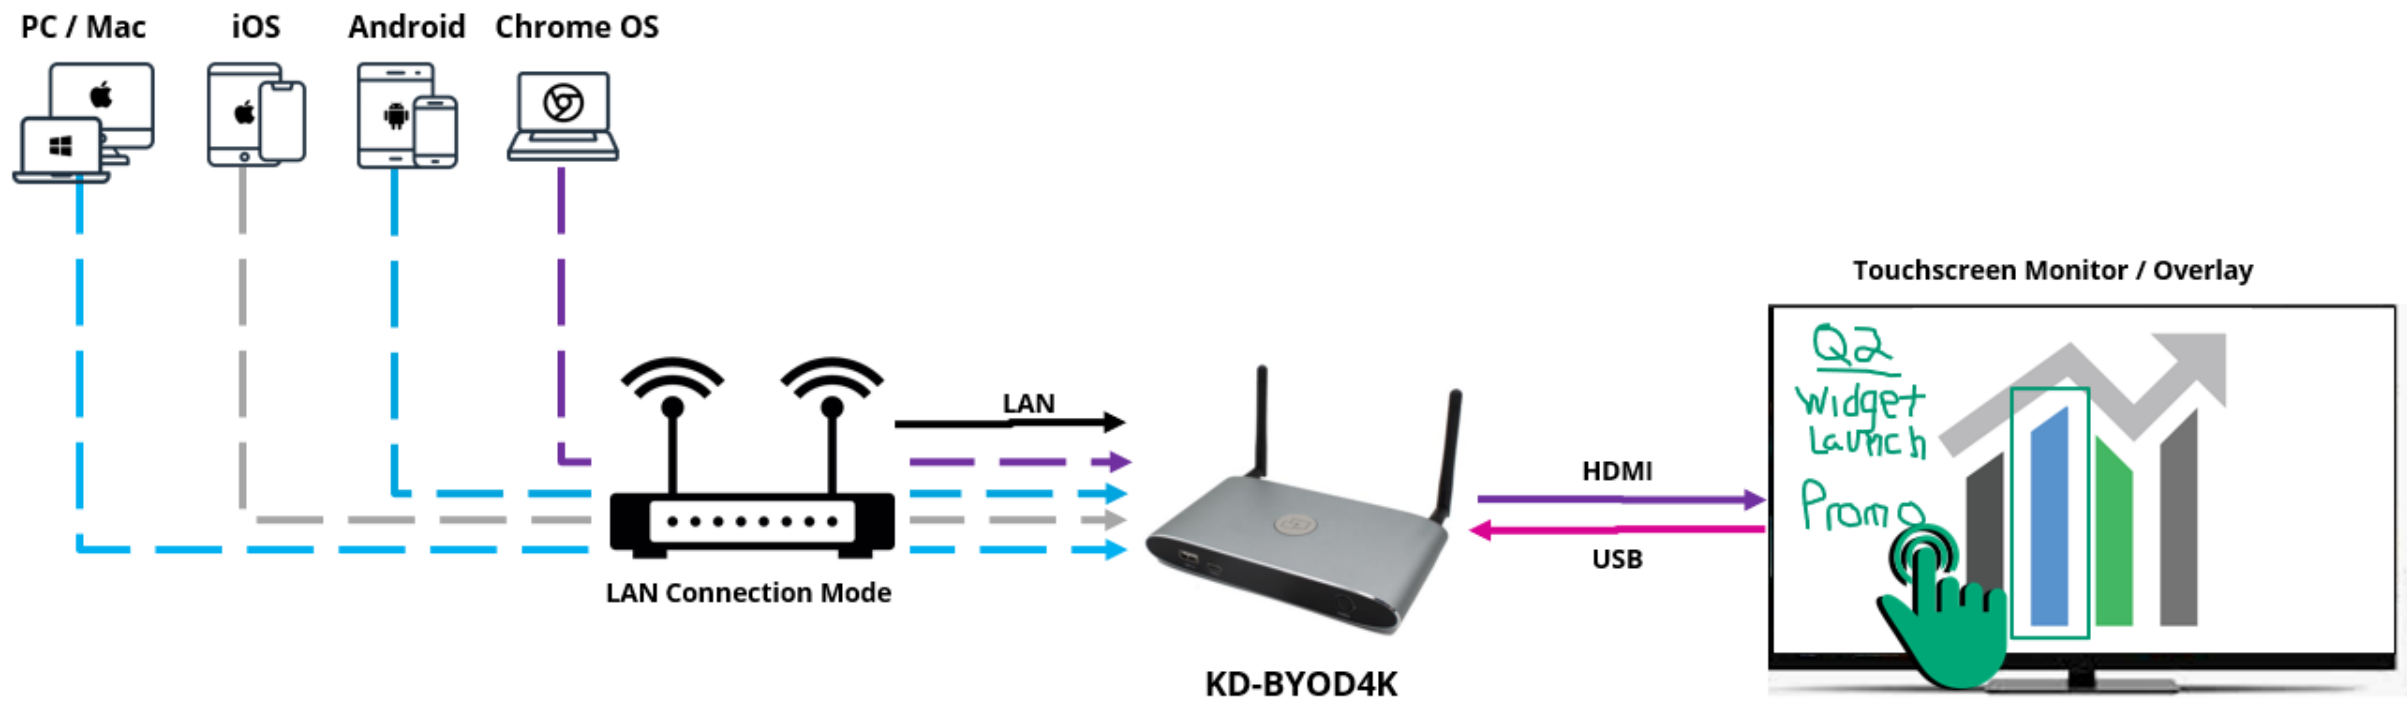 PC / Mac
iOS
Android
Chrome OS
LAN
LAN Connection Mode
KD-BYOD4K
HDMI
USB
Touchscreen Monitor / Overlay
Q2
Widget
Launch
Promo